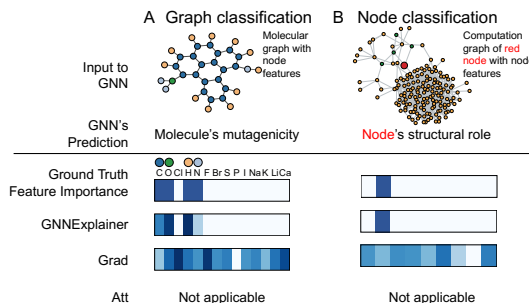 A Graph classification
B Node classification
Input to
GNN
Molecular
graph with
node
features
Computation
graph of red
node with node
features
GNN's
Prediction
Molecule's mutagenicity
Node's structural role
Ground Truth
Feature Importance
C O Cl H N F Br S P I Na K Li Ca
GNNExplainer
Grad
Att
Not applicable
Not applicable